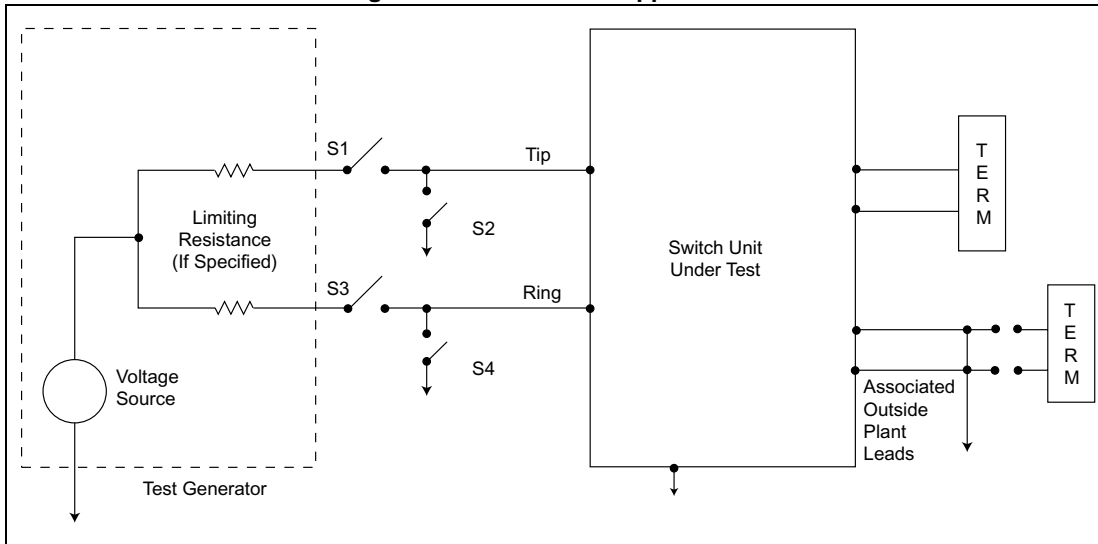 S1
Tip
T
E
R
M
Limiting
Resistance
(If Specified)
S2
Switch Unit
Under Test
S3
Ring
T
E
R
M
S4
Voltage
Source
Associated
Outside
Plant
Leads
Test Generator